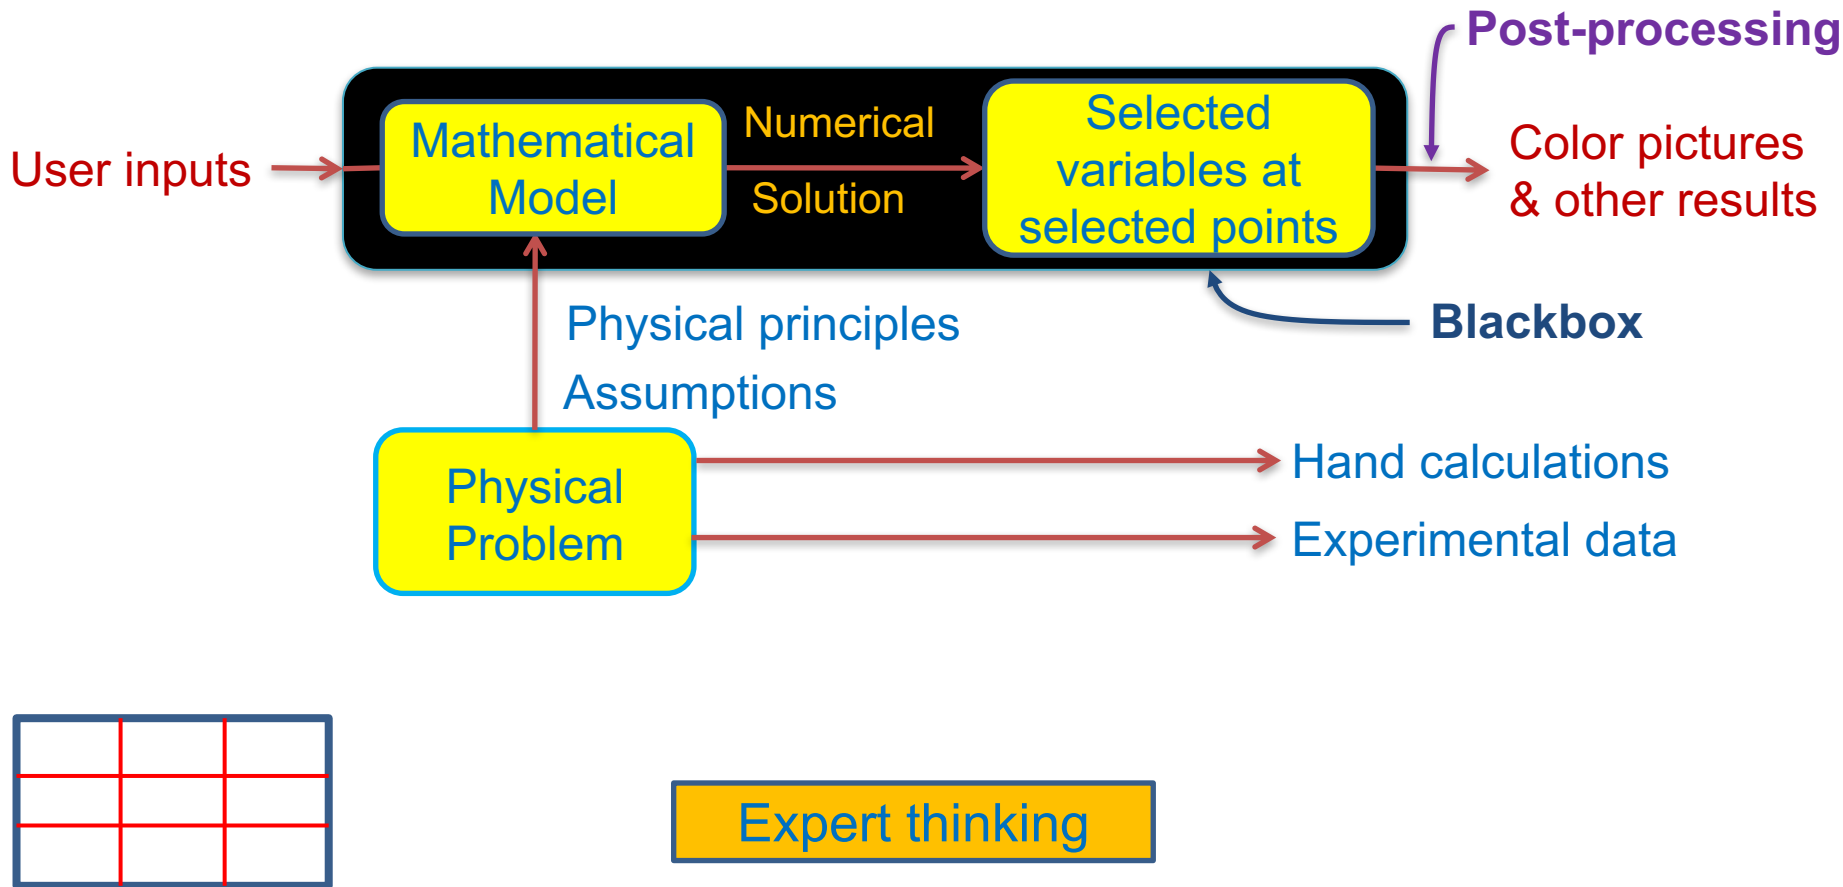 Post-processing
User inputs
Mathematical
Model
Numerical
Solution
Selected
variables at
selected points
Color pictures
& other results
Physical principles
Assumptions
Blackbox
Physical
Problem
Hand calculations
Experimental data
Expert thinking